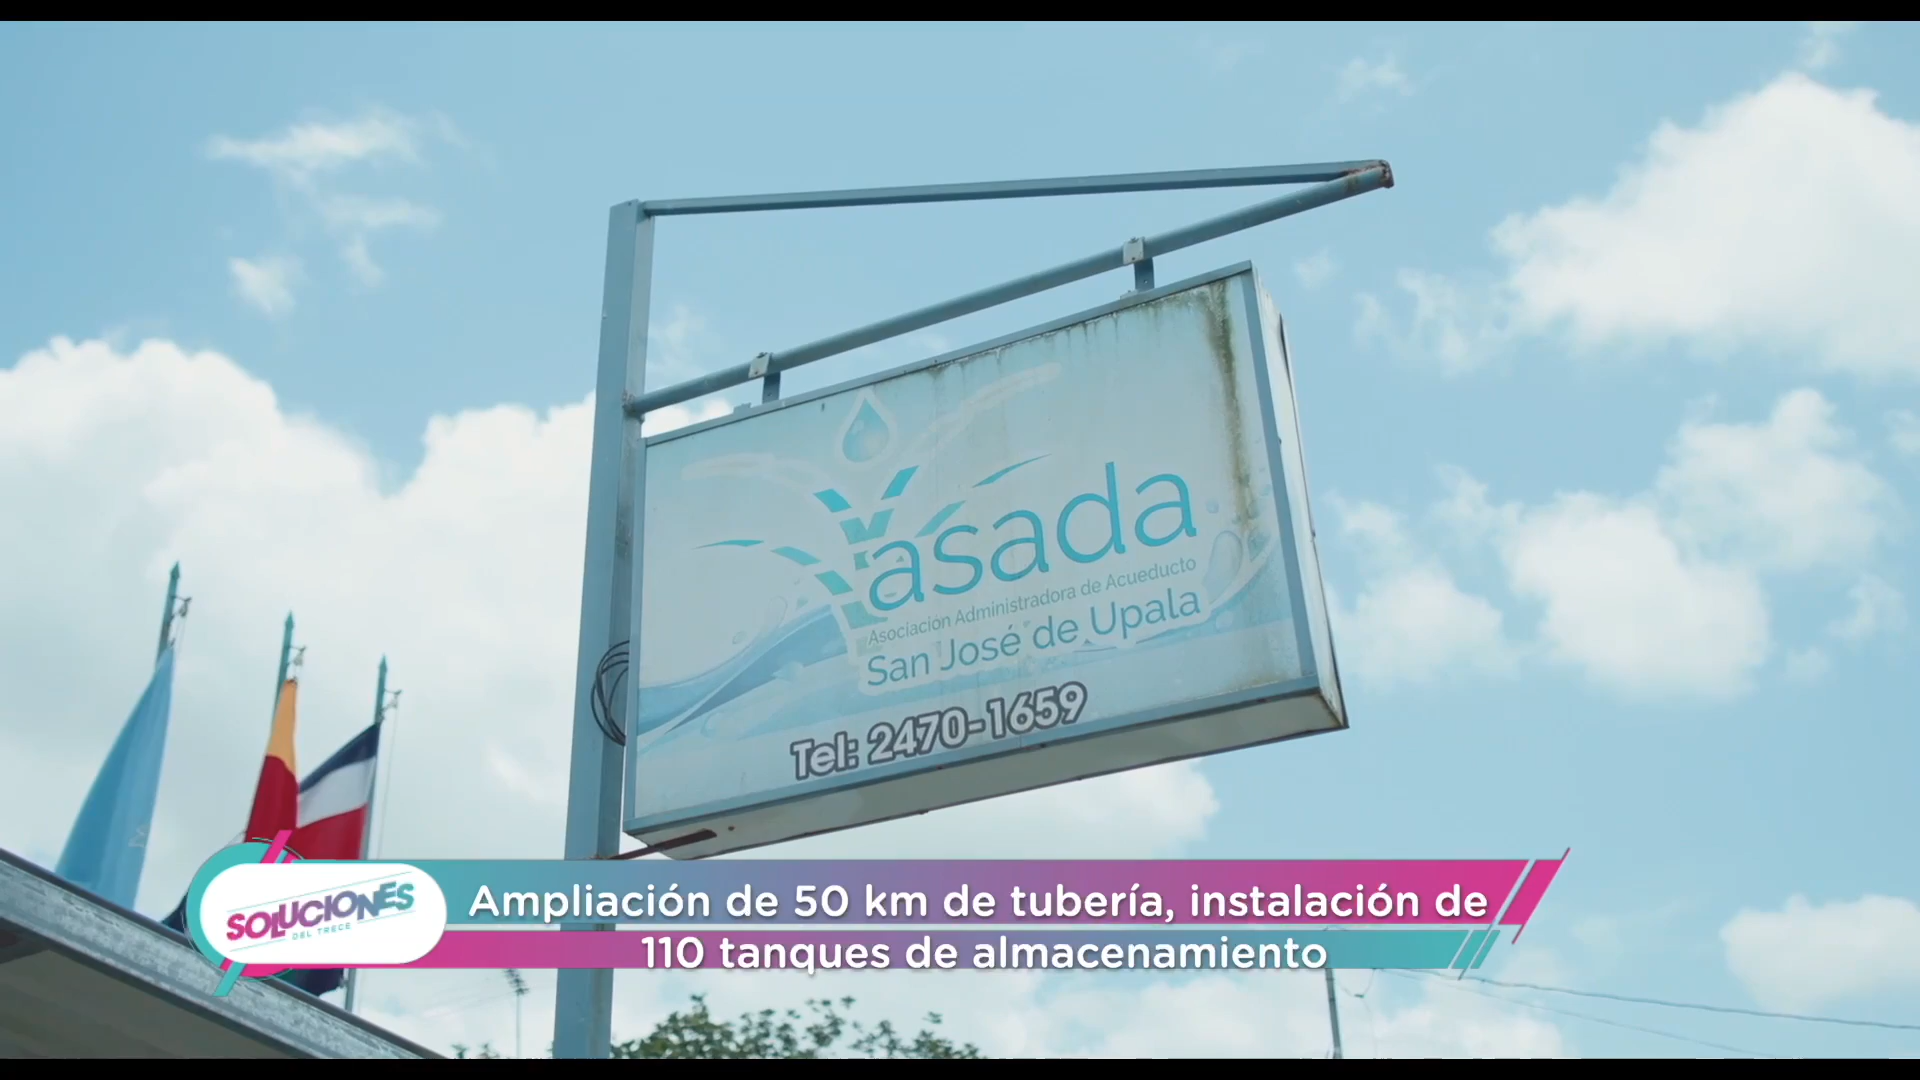 asada
Asociación Administradora de Acueducto
San José de Upala
Tel: 2470-1659
SOLUCIONES
DEL TRECE
Ampliación de 50 km de tubería, instalación de
110 tanques de almacenamiento